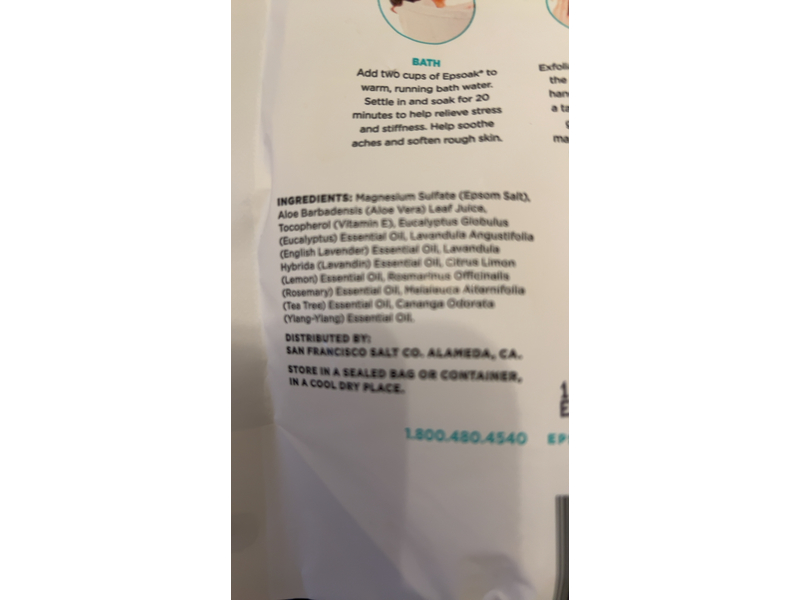 BATH
Add two cups of Epsoak® to
warm, running bath water.
Settle in and soak for 20
minutes to help relieve stress
and stiffness. Help soothe
aches and soften rough skin.
the
a ta
ma
INGREDIENTS: Magnesium Sulfate (Epsom Salt),
Aloe Barbadensis (Aloe Vera) Leaf Juice,
Tocopherol (Vitamin E), Eucalyptus Globulus
(Eucalyptus) Essential Oil, Lavandula Angustifolia
(English Lavender) Essential Oil, Lavandula
Hybrida (Lavandin) Essential Oil, Citrus Limon
(Lemon) Essential Oil, Rosmarinus Officinalis
(Rosemary) Essential Oil, Melaleuca Alternifolia
(Tea Tree) Essential Oil, Cananga Odorata
(Ylang-Ylang) Essential Oil.
DISTRIBUTED BY:
SAN FRANCISCO SALT CO. ALAMEDA, CA.
STORE IN A SEALED BAG OR CONTAINER,
IN A COOL DRY PLACE.
1.800.480.4540 EP